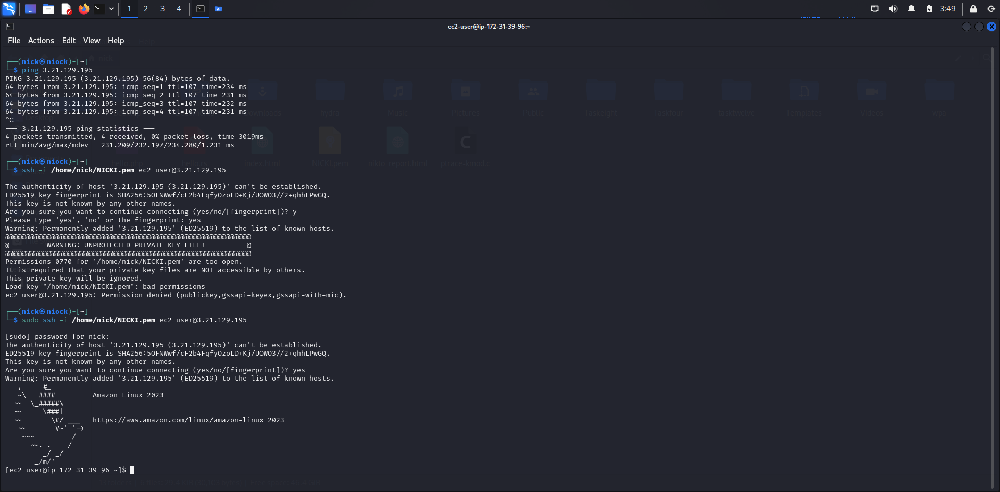 1 2 3 4
3:49
ec2-user@ip-172-31-39-96:~
File Actions Edit View Help
┌──(nick㉿niock)-[~]
└─$ ping 3.21.129.195
PING 3.21.129.195 (3.21.129.195) 56(84) bytes of data.
64 bytes from 3.21.129.195: icmp_seq=1 ttl=107 time=234 ms
64 bytes from 3.21.129.195: icmp_seq=2 ttl=107 time=231 ms
64 bytes from 3.21.129.195: icmp_seq=3 ttl=107 time=232 ms
64 bytes from 3.21.129.195: icmp_seq=4 ttl=107 time=231 ms
^C
--- 3.21.129.195 ping statistics ---
4 packets transmitted, 4 received, 0% packet loss, time 3019ms
rtt min/avg/max/mdev = 231.209/232.197/234.280/1.231 ms
┌──(nick㉿niock)-[~]
└─$ ssh -i /home/nick/NICKI.pem ec2-user@3.21.129.195
The authenticity of host '3.21.129.195 (3.21.129.195)' can't be established.
ED25519 key fingerprint is SHA256:5OFNWwf/cF2b4FqfyOzoLD+Kj/UOWO3//2+qhhLPwGQ.
This key is not known by any other names.
Are you sure you want to continue connecting (yes/no/[fingerprint])? y
Please type 'yes', 'no' or the fingerprint: yes
Warning: Permanently added '3.21.129.195' (ED25519) to the list of known hosts.
@@@@@@@@@@@@@@@@@@@@@@@@@@@@@@@@@@@@@@@@@@@@@@@@@@@@@@@@@@@
@         WARNING: UNPROTECTED PRIVATE KEY FILE!          @
@@@@@@@@@@@@@@@@@@@@@@@@@@@@@@@@@@@@@@@@@@@@@@@@@@@@@@@@@@@
Permissions 0770 for '/home/nick/NICKI.pem' are too open.
It is required that your private key files are NOT accessible by others.
This private key will be ignored.
Load key "/home/nick/NICKI.pem": bad permissions
ec2-user@3.21.129.195: Permission denied (publickey,gssapi-keyex,gssapi-with-mic).
┌──(nick㉿niock)-[~]
└─$ sudo ssh -i /home/nick/NICKI.pem ec2-user@3.21.129.195
[sudo] password for nick:
The authenticity of host '3.21.129.195 (3.21.129.195)' can't be established.
ED25519 key fingerprint is SHA256:5OFNWwf/cF2b4FqfyOzoLD+Kj/UOWO3//2+qhhLPwGQ.
This key is not known by any other names.
Are you sure you want to continue connecting (yes/no/[fingerprint])? yes
Warning: Permanently added '3.21.129.195' (ED25519) to the list of known hosts.
   ,     #_
   ~\_  ####_        Amazon Linux 2023
  ~~  \_#####\
  ~~     \###|
  ~~       \#/ ___   https://aws.amazon.com/linux/amazon-linux-2023
   ~~       V~' '->
    ~~~         /
      ~~._.   _/
         _/ _/
       _/m/'
[ec2-user@ip-172-31-39-96 ~]$